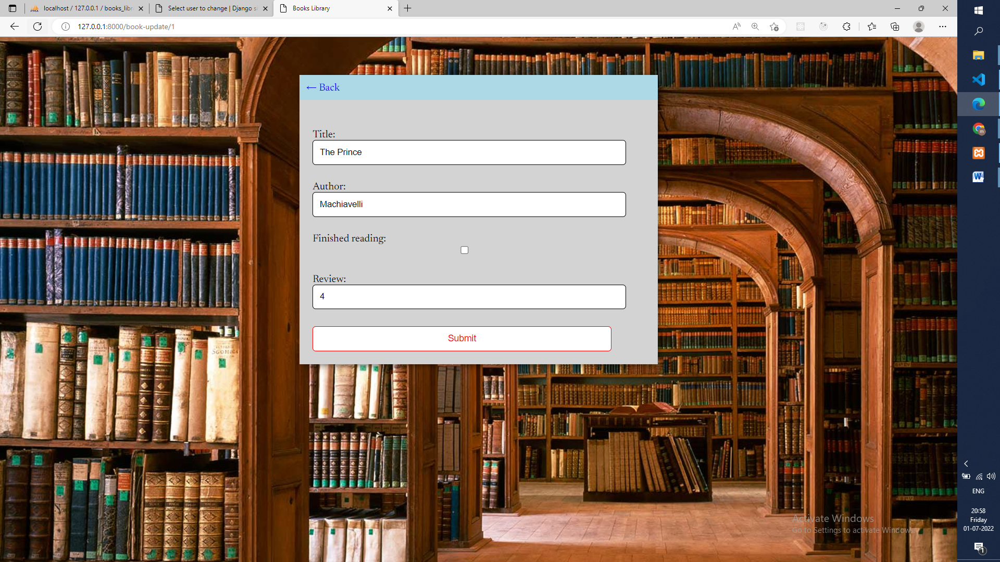 localhost / 127.0.0.1 / books_libr
Select user to change | Django s
Books Library
127.0.0.1:8000/book-update/1
← Back
Title:
The Prince
Author:
Machiavelli
Finished reading:
Review:
4
Submit
Activate Windows
Go to Settings to activate Windows.
ENG
20:58
Friday
01-07-2022
1